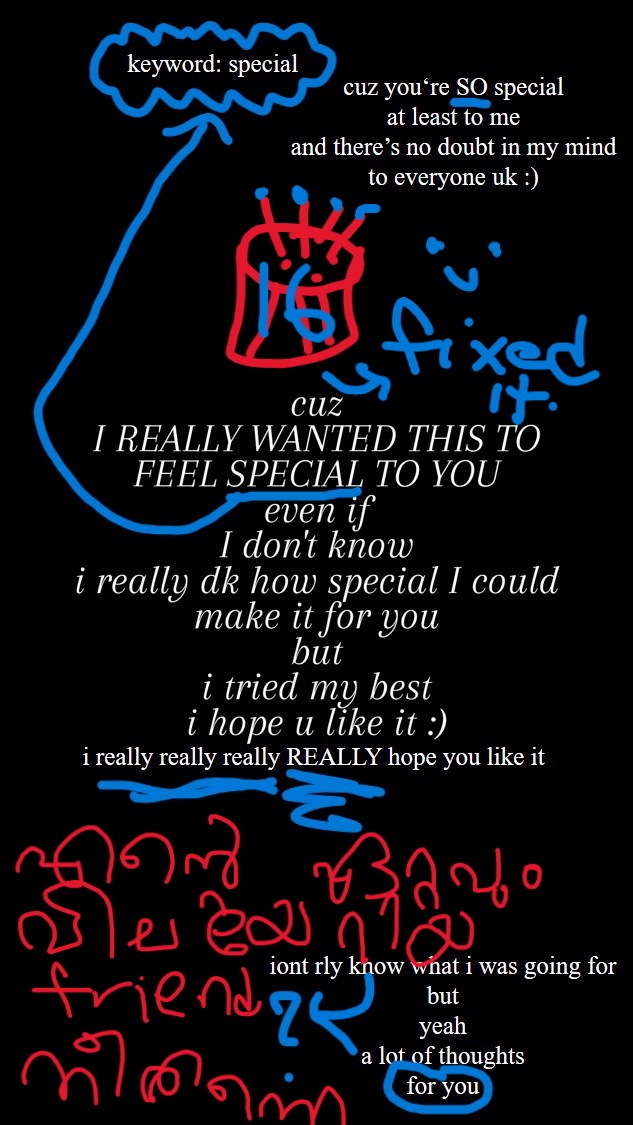 keyword: special
cuz you‘re SO special
at least to me
and there’s no doubt in my mind
to everyone uk :)
16
fixed
it.
cuz
I REALLY WANTED THIS TO
FEEL SPECIAL TO YOU
even if
I don't know
i really dk how special I could
make it for you
but
i tried my best
i hope u like it :)
i really really really REALLY hope you like it
എന്റെ ഏറ്റവും
വിലയേറിയ
friend
iont rly know what i was going for
but
yeah
a lot of thoughts
for you